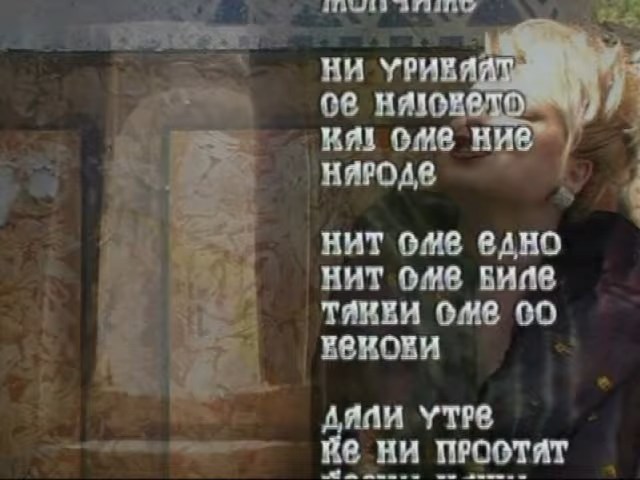 МОЛЧИМЕ
НИ УРИВААТ
СЕ НАЈСВЕТО
КАЈ СМЕ НИЕ
НАРОДЕ
НИТ СМЕ ЕДНО
НИТ СМЕ БИЛЕ
ТАКВИ СМЕ СО
ВЕКОВИ
ДАЛИ УТРЕ
ЌЕ НИ ПРОСТАТ